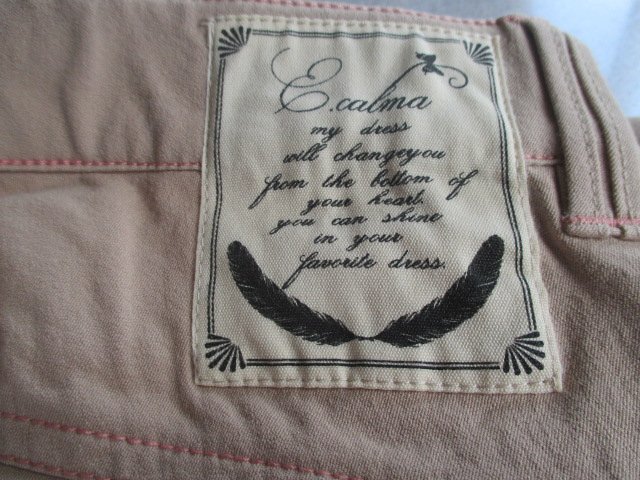 E.calma
my dress
will changeyou
from the bottom of
your heart.
you can shine
in your
favorite dress.